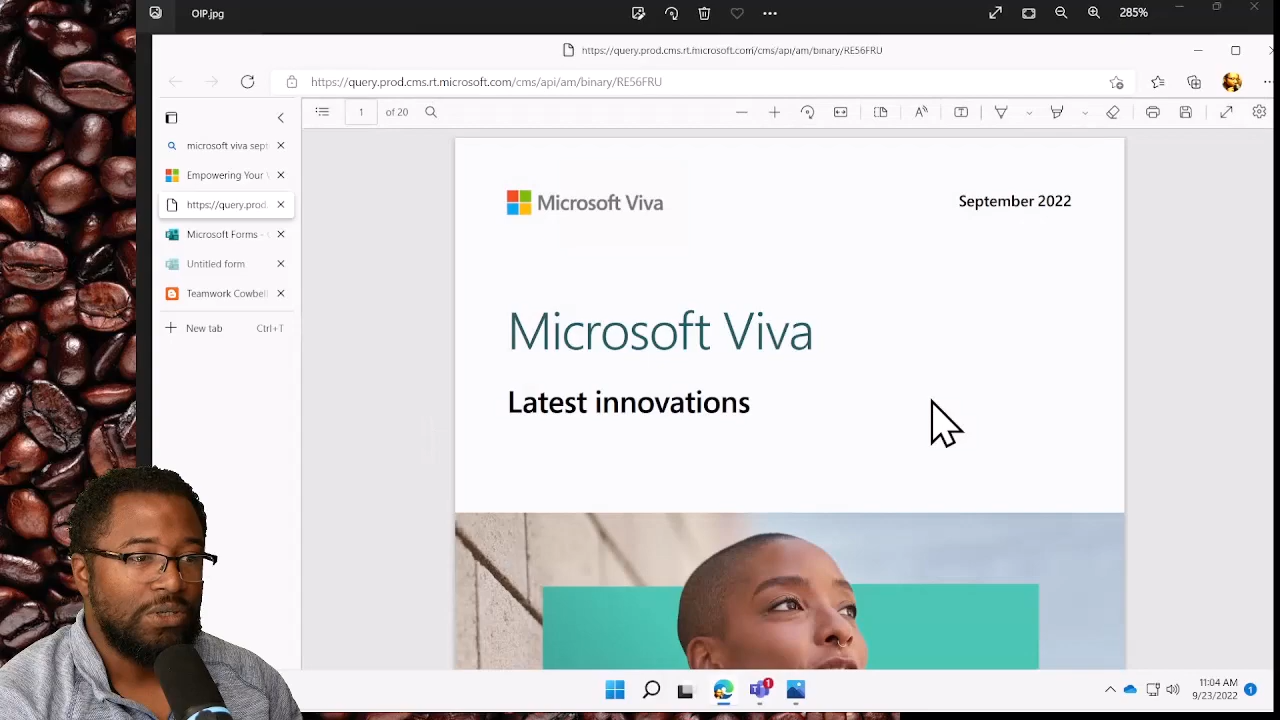 OIP.jpg
285%
https://query.prod.cms.rt.microsoft.com/cms/api/am/binary/RE56FRU
https://query.prod.cms.rt.microsoft.com/cms/api/am/binary/RE56FRU
1 of 20
microsoft viva sept
Empowering Your
https://query.prod.
Microsoft Forms -
Untitled form
Teamwork Cowbell
New tab Ctrl+T
Microsoft Viva
September 2022
Microsoft Viva
Latest innovations
1
11:04 AM
9/23/2022
1